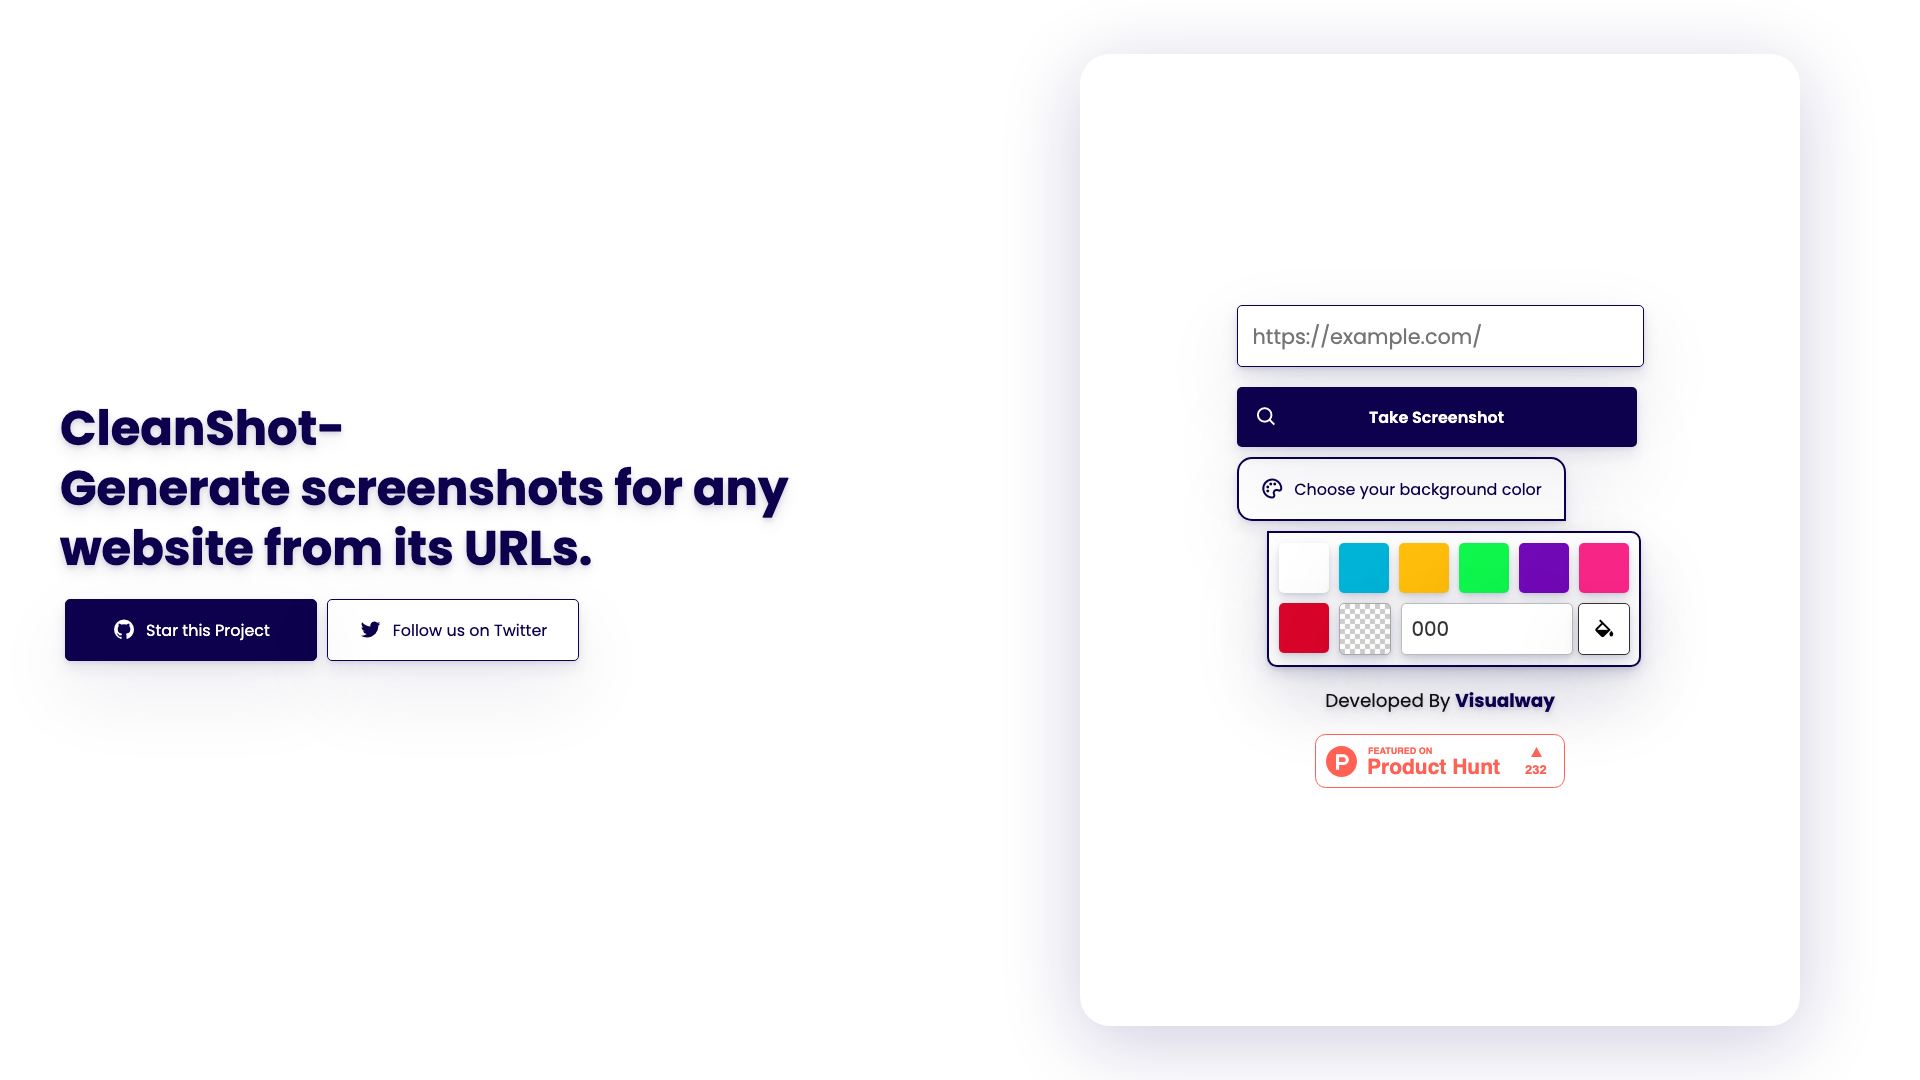 CleanShot-
Generate screenshots for any
website from its URLs.
Star this Project
Follow us on Twitter
https://example.com/
Take Screenshot
Choose your background color
000
Developed By Visualway
P
FEATURED ON
Product Hunt
232